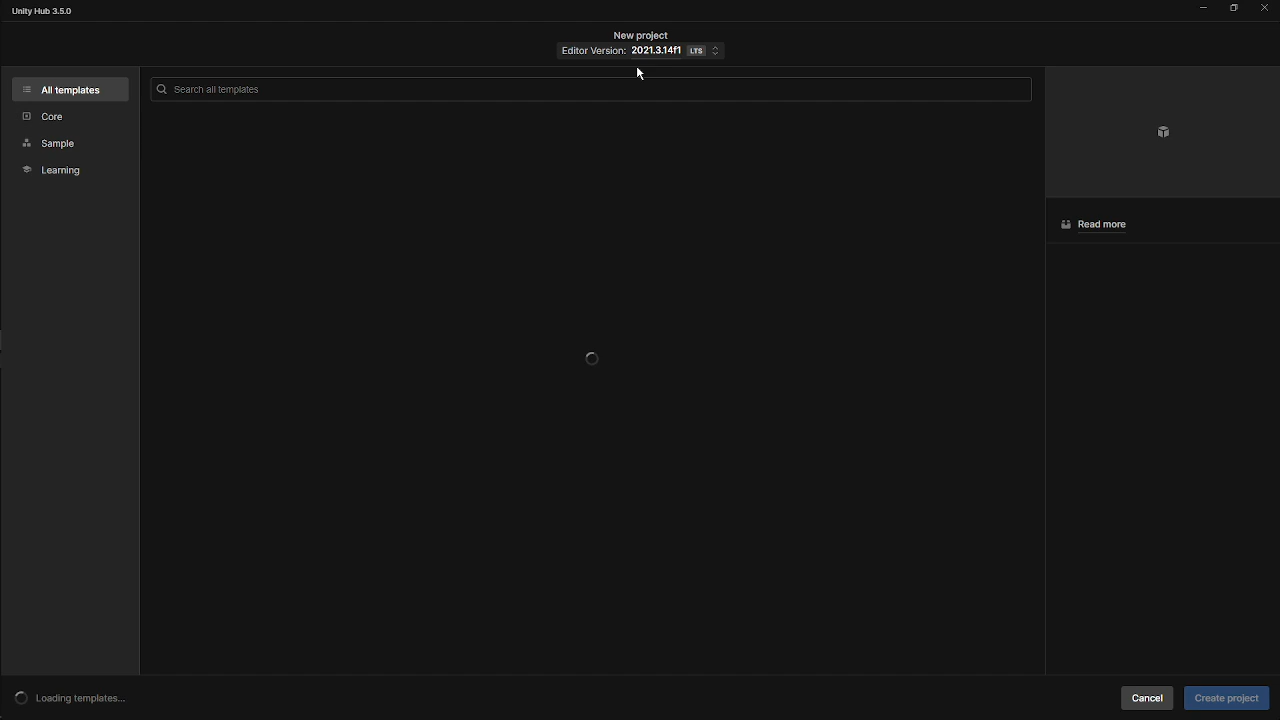 Unity Hub 3.5.0
New project
Editor Version: 2021.3.14f1 LTS
All templates
Search all templates
Core
Sample
Learning
Read more
Loading templates...
Cancel
Create project